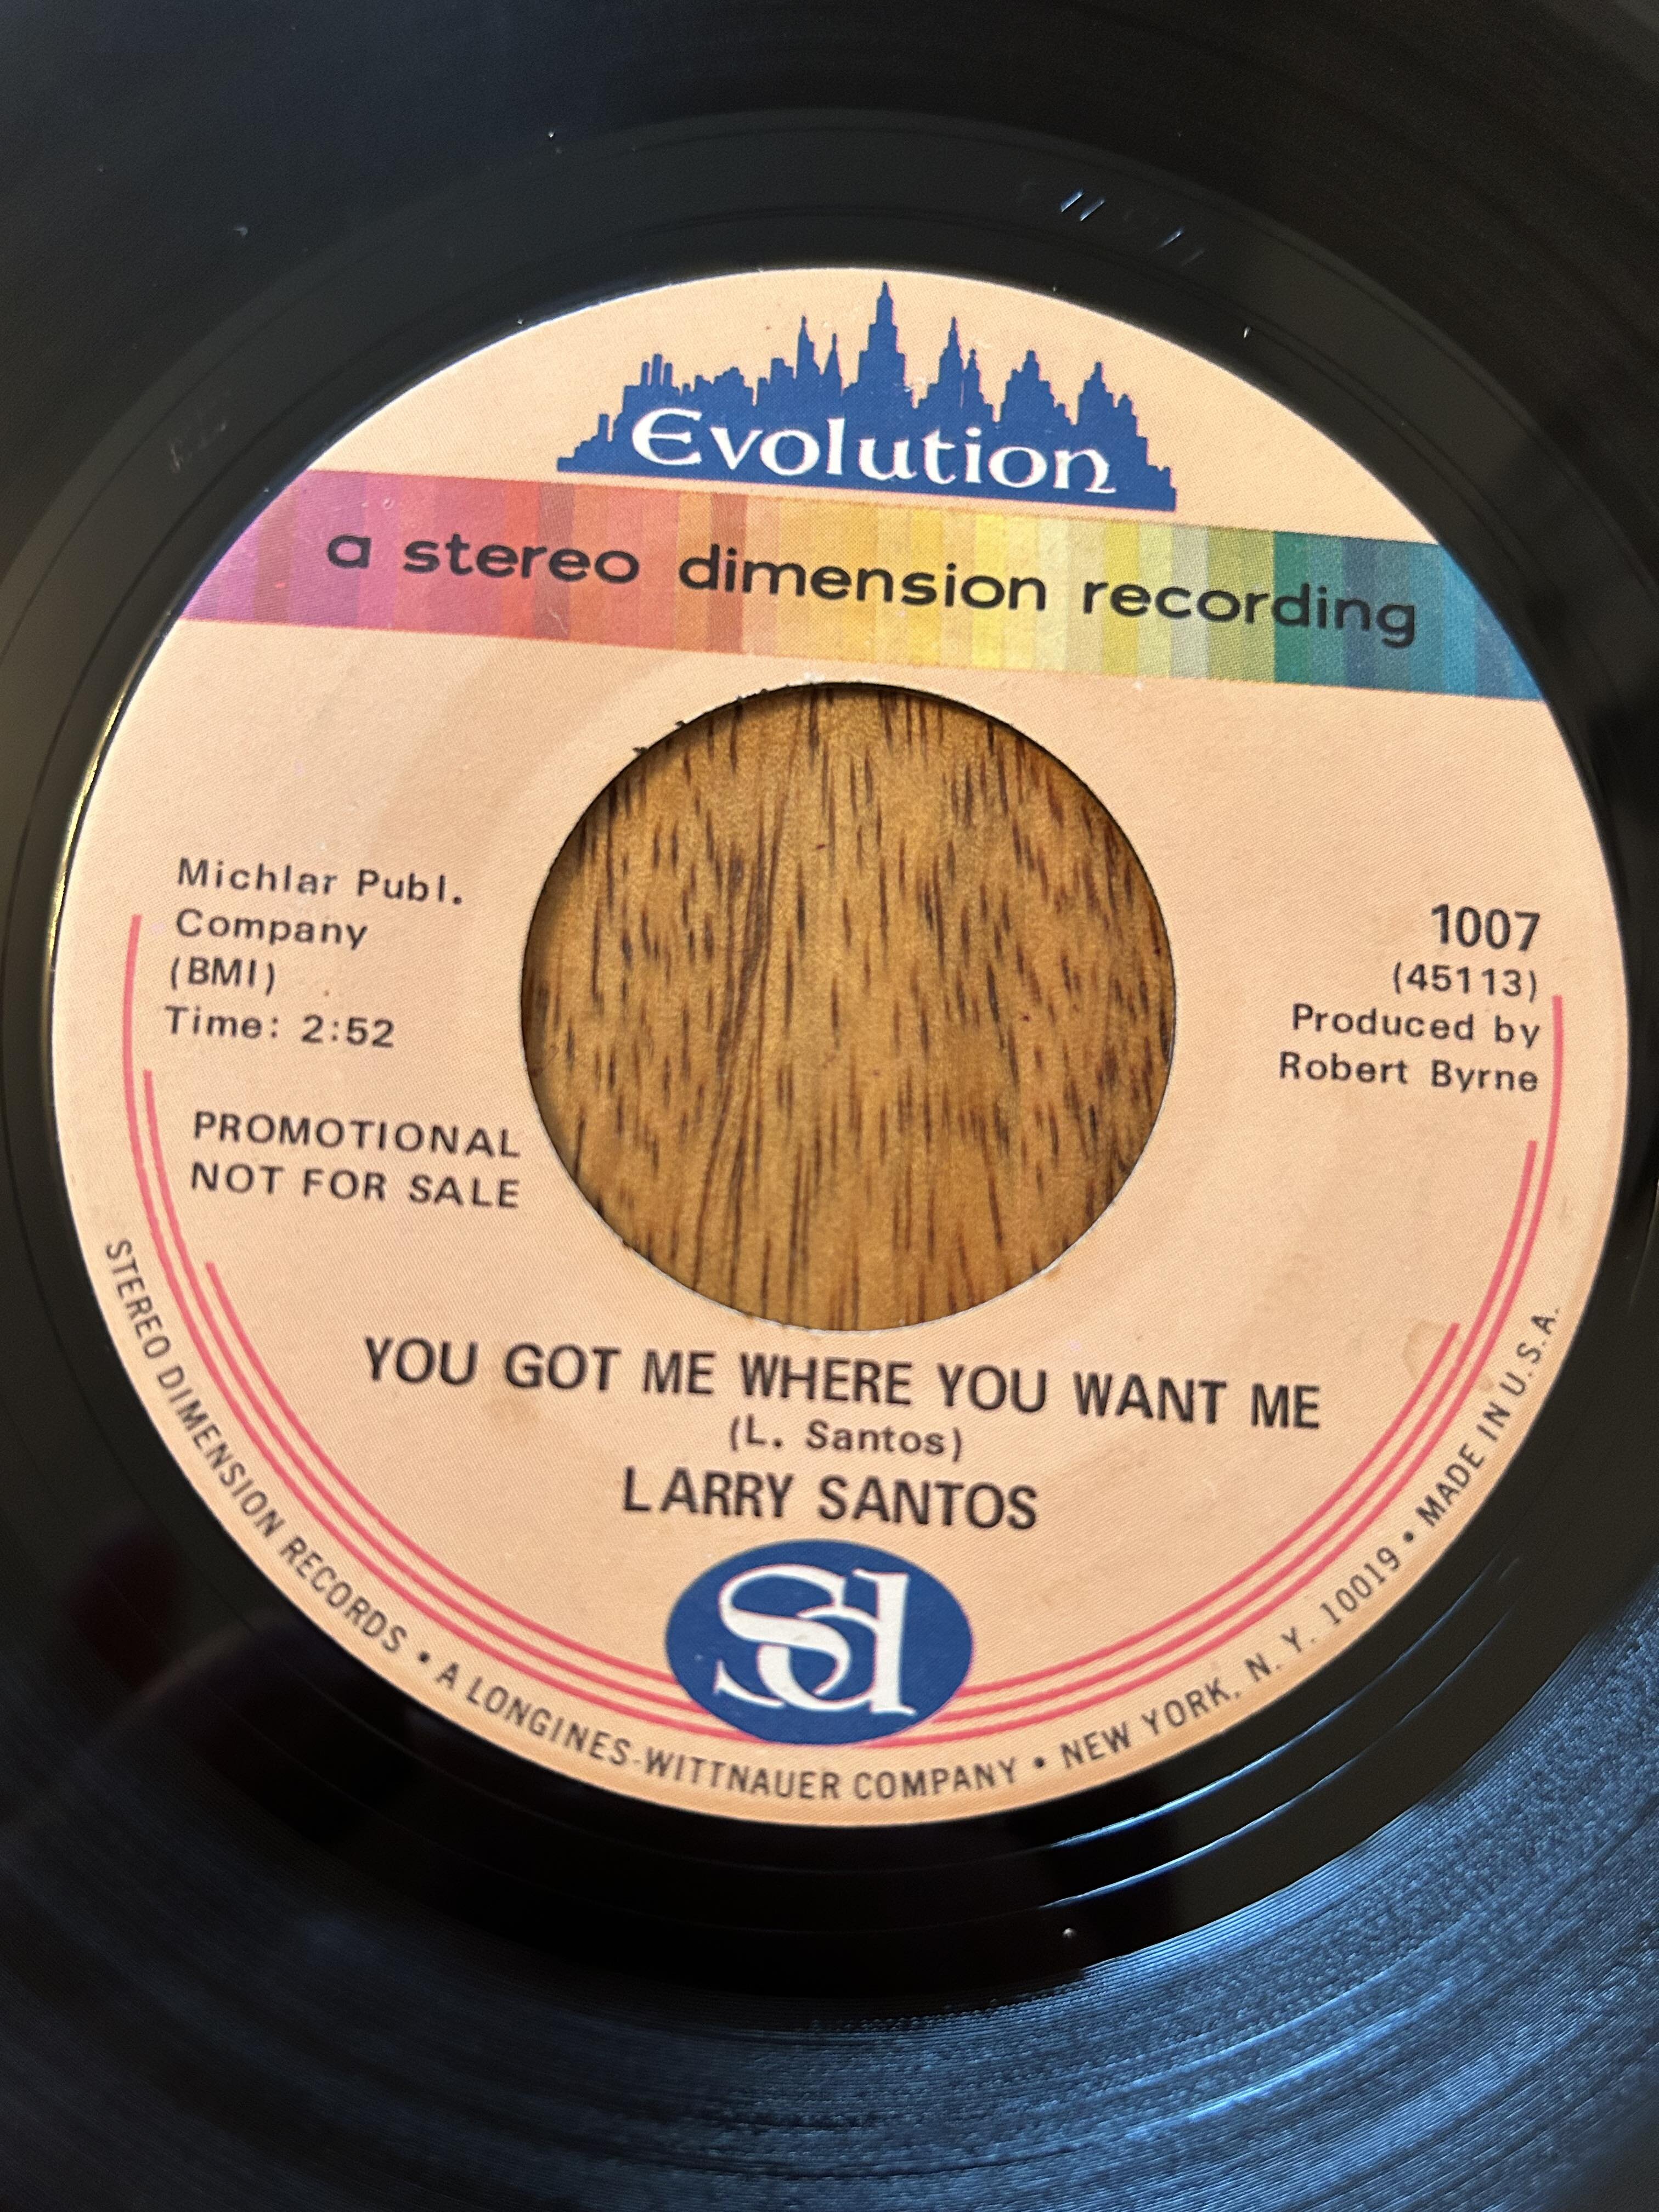 Evolution
a stereo dimension recording
Michlar Publ.
Company
(BMI)
Time: 2:52
PROMOTIONAL
NOT FOR SALE
1007
(45113)
Produced by
Robert Byrne
YOU GOT ME WHERE YOU WANT ME
(L. Santos)
LARRY SANTOS
Sd
STEREO DIMENSION RECORDS • A LONGINES-WITTNAUER COMPANY • NEW YORK, N. Y. 10019 • MADE IN U.S.A.